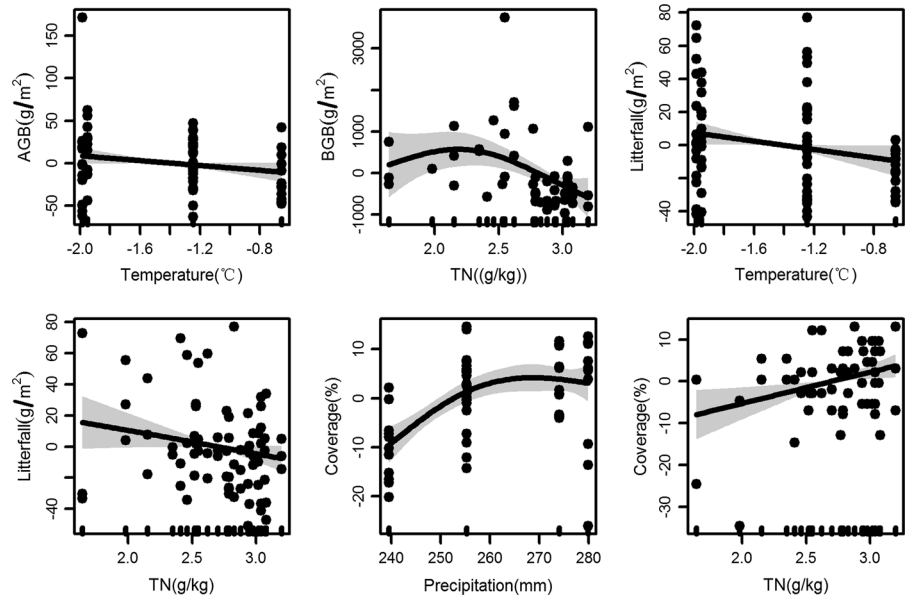 150
100
50
0
-50
AGB(g/m²)
-2.0 -1.6 -1.2 -0.8
Temperature(℃)
3000
1000
0
-1000
BGB(g/m²)
2.0 2.5 3.0
TN((g/kg))
80
60
40
20
0
-40
Litterfall(g/m²)
-2.0 -1.6 -1.2 -0.8
Temperature(℃)
80
60
40
20
0
-40
Litterfall(g/m²)
2.0 2.5 3.0
TN(g/kg)
10
0
-10
-20
Coverage(%)
240 250 260 270 280
Precipitation(mm)
10
0
-10
-20
-30
Coverage(%)
2.0 2.5 3.0
TN(g/kg)